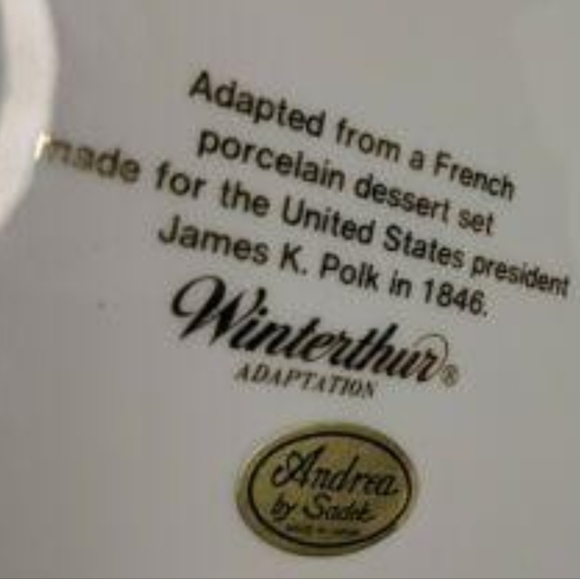 Adapted from a French
porcelain dessert set
made for the United States president
James K. Polk in 1846.
Winterthur®
ADAPTATION
Andrea
by Sadek